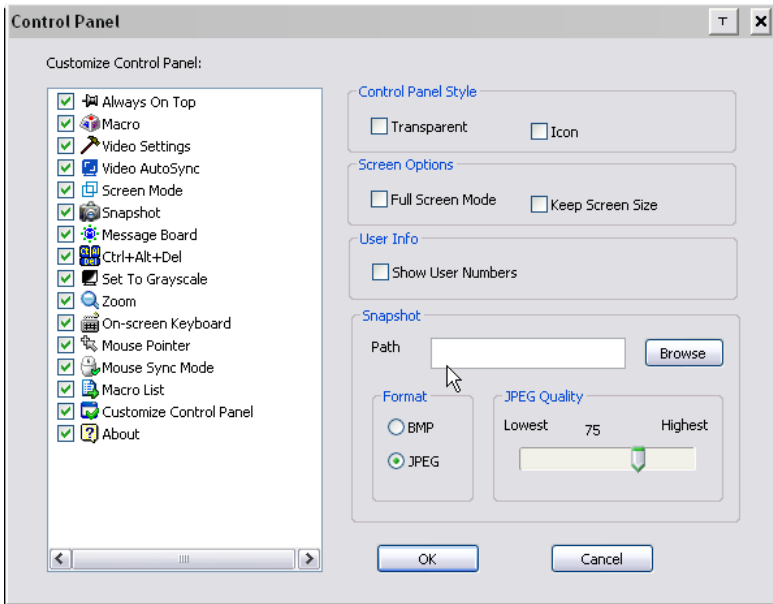 Control Panel
T
Customize Control Panel:
Always On Top
Macro
Video Settings
Video AutoSync
Screen Mode
Snapshot
Message Board
Ctrl+Alt+Del
Set To Grayscale
Zoom
On-screen Keyboard
Mouse Pointer
Mouse Sync Mode
Macro List
Customize Control Panel
About
Control Panel Style
Transparent Icon
Screen Options
Full Screen Mode Keep Screen Size
User Info
Show User Numbers
Snapshot
Path Browse
Format
BMP
JPEG
JPEG Quality
Lowest 75 Highest
OK Cancel